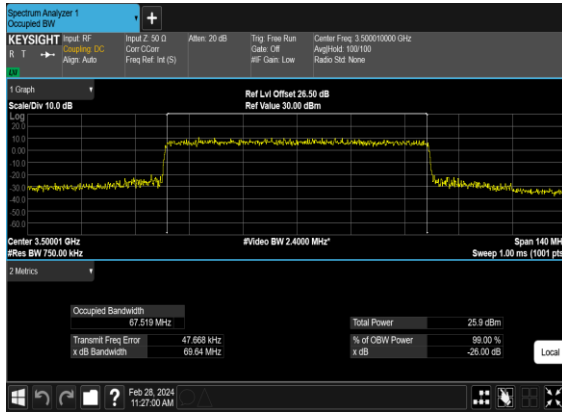 Spectrum Analyzer 1
Occupied BW
+
KEYSIGHT Input: RF Input Z: 50 Ω Atten: 20 dB Trig: Free Run Center Freq: 3.500010000 GHz
R T Coupling: DC Corr CCorr Gate: Off Avg|Hold: 100/100
Align: Auto Freq Ref: Int (S) #IF Gain: Low Radio Std: None
LXI
1 Graph
Ref Lvl Offset 26.50 dB
Scale/Div 10.0 dB Ref Value 30.00 dBm
Log
20.0
10.0
0.00
-10.0
-20.0
-30.0
-40.0
-50.0
-60.0
Center 3.50001 GHz #Video BW 2.4000 MHz* Span 140 MH
#Res BW 750.00 kHz Sweep 1.00 ms (1001 pts
2 Metrics
Occupied Bandwidth
67.519 MHz Total Power 25.9 dBm
Transmit Freq Error 47.668 kHz % of OBW Power 99.00 %
x dB Bandwidth 69.64 MHz x dB -26.00 dB
Local
? Feb 28, 2024
11:27:00 AM